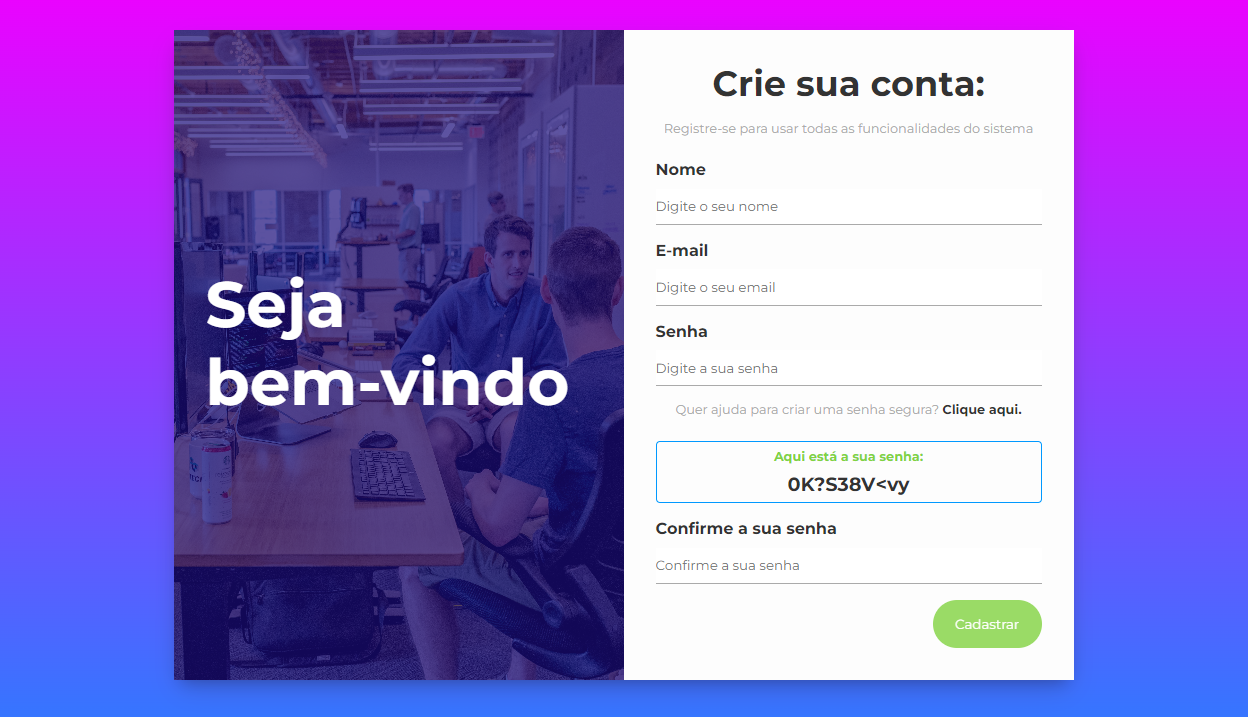 Seja
bem-vindo
Crie sua conta:
Registre-se para usar todas as funcionalidades do sistema
Nome
Digite o seu nome
E-mail
Digite o seu email
Senha
Digite a sua senha
Quer ajuda para criar uma senha segura? Clique aqui.
Aqui está a sua senha:
0K?S38V<vy
Confirme a sua senha
Confirme a sua senha
Cadastrar